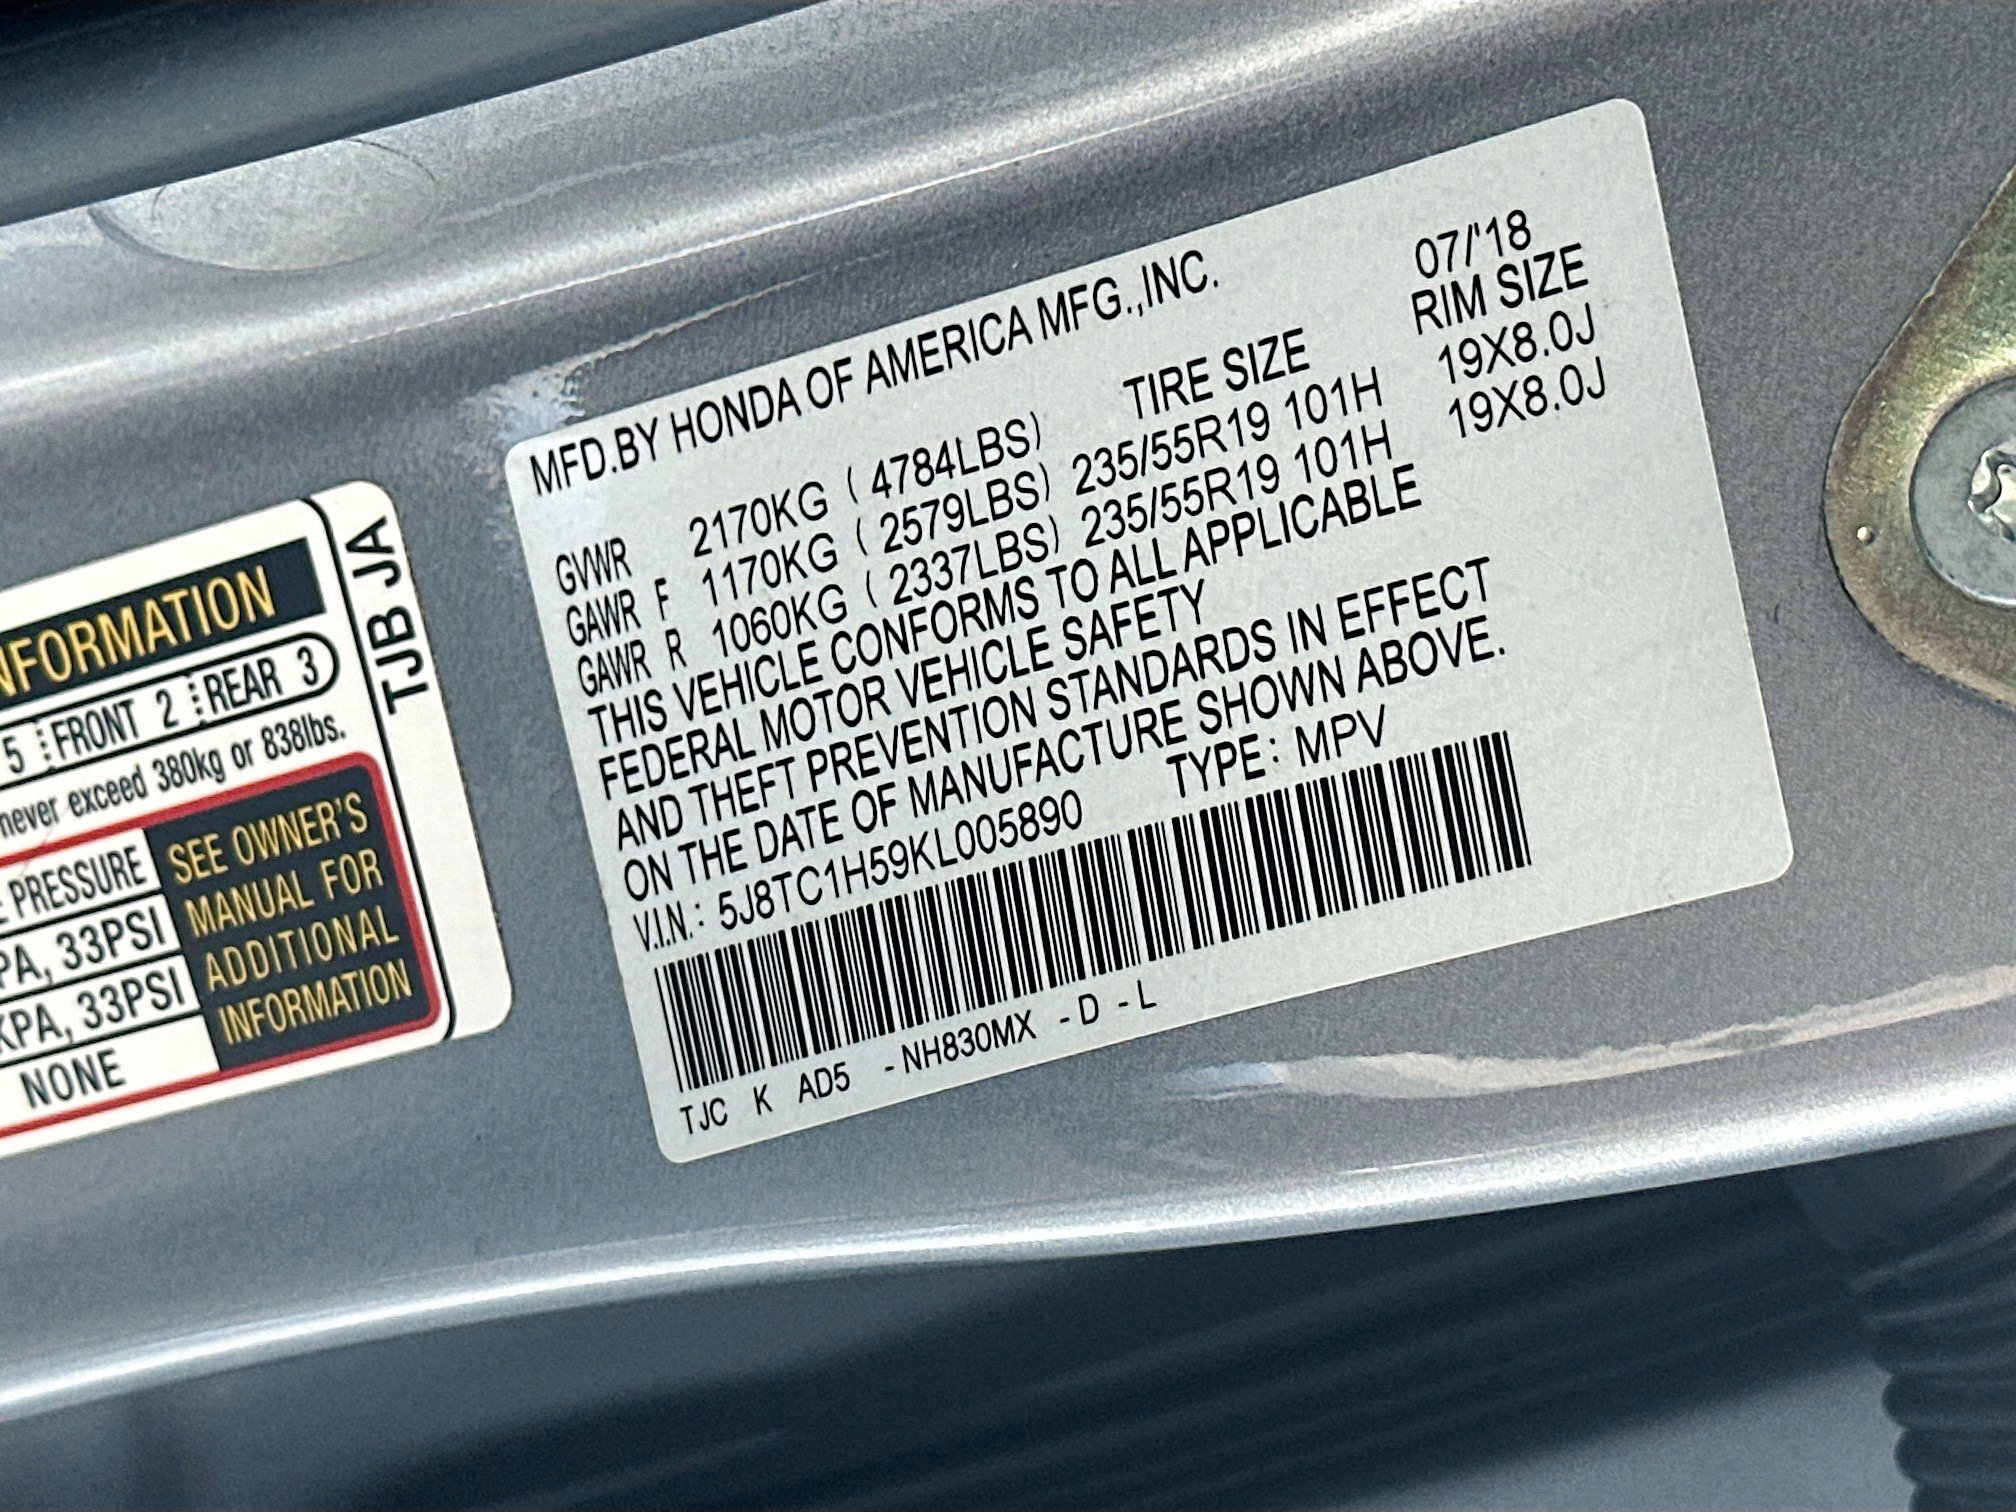 MFD.BY HONDA OF AMERICA MFG.,INC. 07/'18
TIRE SIZE RIM SIZE
GVWR 2170KG ( 4784LBS)
GAWR F 1170KG ( 2579LBS) 235/55R19 101H 19X8.0J
GAWR R 1060KG ( 2337LBS) 235/55R19 101H 19X8.0J
THIS VEHICLE CONFORMS TO ALL APPLICABLE
FEDERAL MOTOR VEHICLE SAFETY
AND THEFT PREVENTION STANDARDS IN EFFECT
ON THE DATE OF MANUFACTURE SHOWN ABOVE.
V.I.N.: 5J8TC1H59KL005890 TYPE: MPV
TJC K AD5 -NH830MX -D -L
TJB JA
NFORMATION
5 FRONT 2 REAR 3
never exceed 380kg or 838lbs.
PRESSURE
PA, 33PSI
KPA, 33PSI
NONE
SEE OWNER'S
MANUAL FOR
ADDITIONAL
INFORMATION